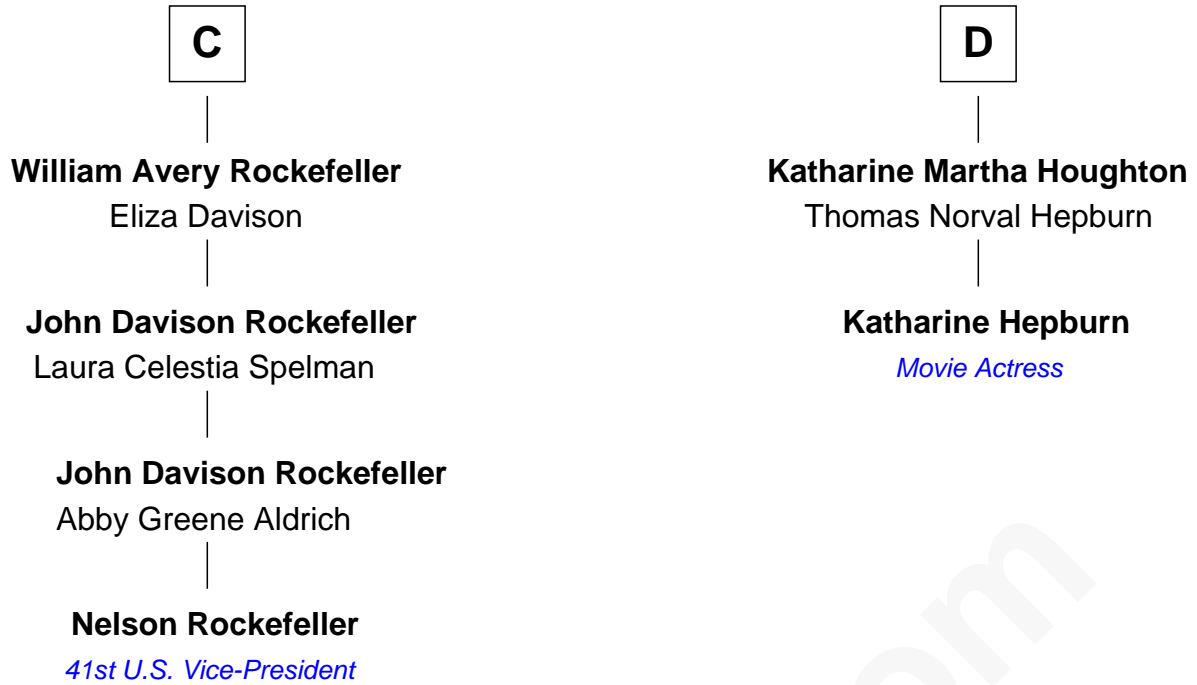 C
William Avery Rockefeller
Eliza Davison
John Davison Rockefeller
Laura Celestia Spelman
John Davison Rockefeller
Abby Greene Aldrich
Nelson Rockefeller
41st U.S. Vice-President
D
Katharine Martha Houghton
Thomas Norval Hepburn
Katharine Hepburn
Movie Actress
om